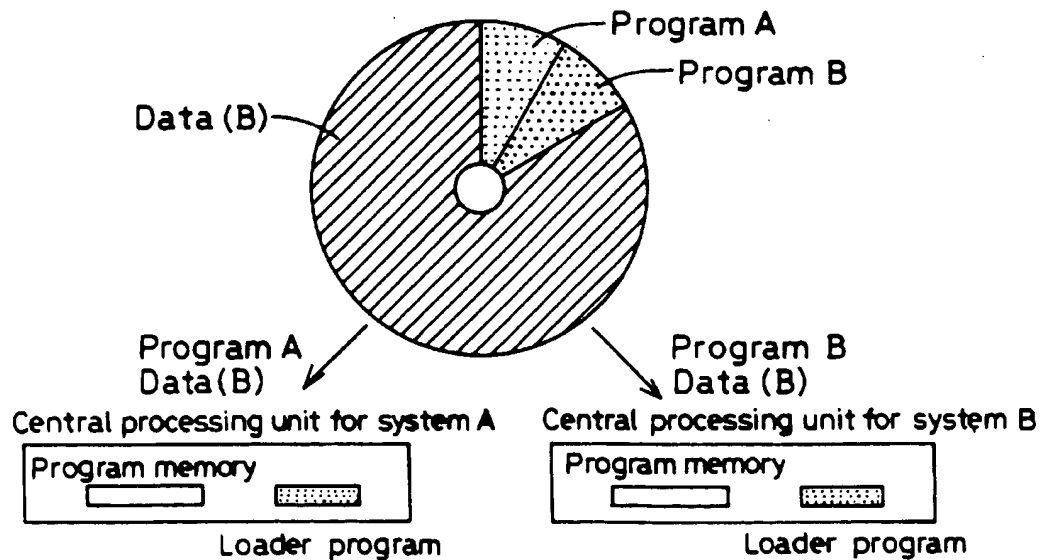 Program A
Program B
Data (B)
Program A
Data (B)
Program B
Data (B)
Central processing unit for system A
Central processing unit for system B
Program memory
Program memory
Loader program
Loader program